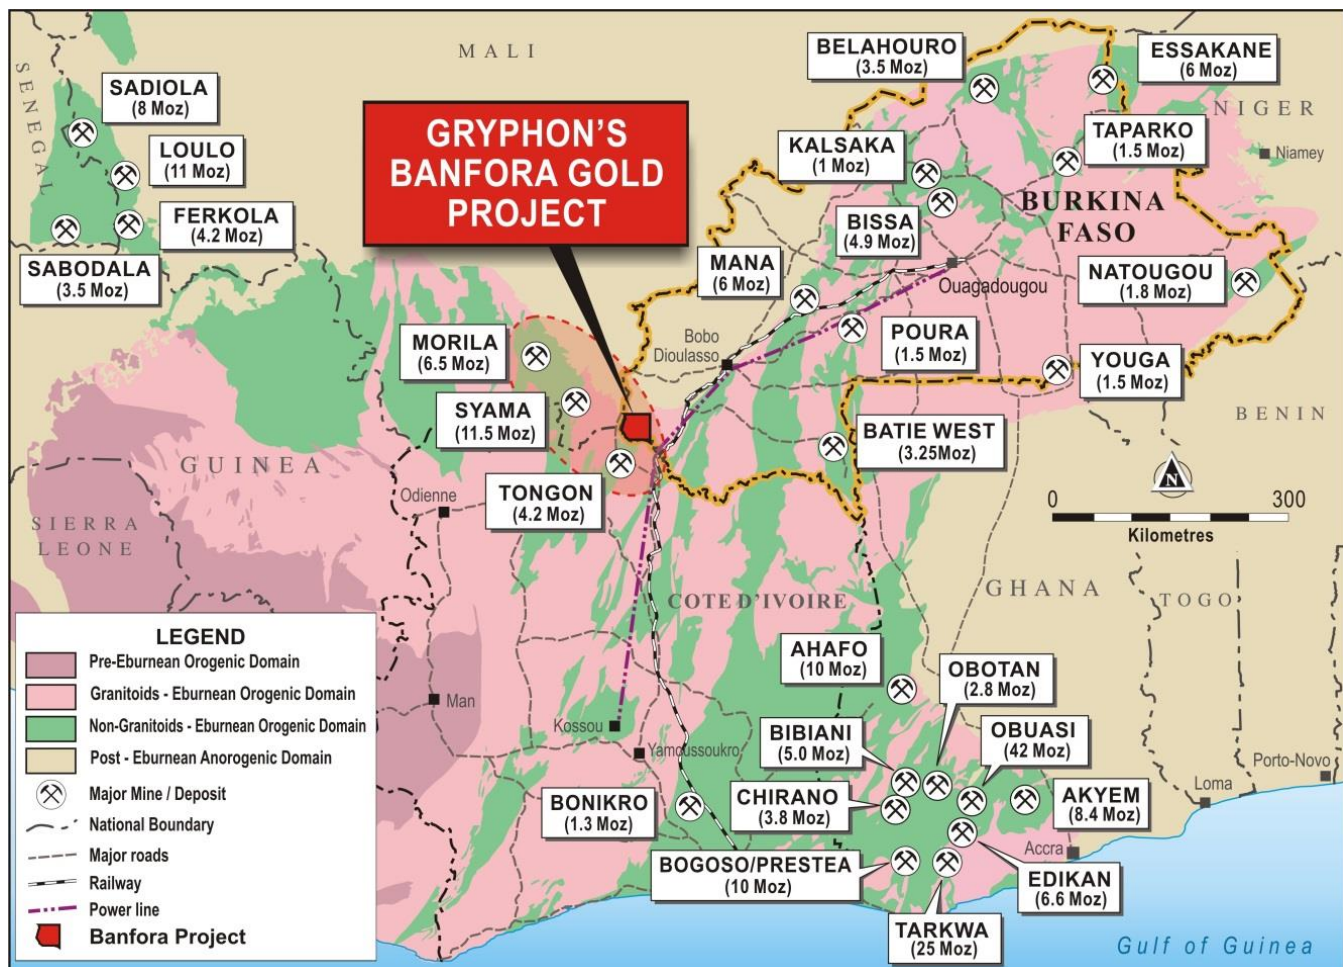 MALI
SENEGAL
SADIOLA
(8 Moz)
LOULO
(11 Moz)
FERKOLA
(4.2 Moz)
SABODALA
(3.5 Moz)
GRYPHON'S
BANFORA GOLD
PROJECT
BELAHOURO
(3.5 Moz)
ESSAKANE
(6 Moz)
NIGER
Niamey
TAPARKO
(1.5 Moz)
KALSAKA
(1 Moz)
BISSA
(4.9 Moz)
BURKINA
FASO
MANA
(6 Moz)
Ouagadougou
NATOUGOU
(1.8 Moz)
POURA
(1.5 Moz)
Bobo
Dioulasso
YOUGA
(1.5 Moz)
MORILA
(6.5 Moz)
SYAMA
(11.5 Moz)
BATIE WEST
(3.25Moz)
BENIN
TONGON
(4.2 Moz)
N
0 300
Kilometres
GUINEA
Odienne
SIERRA
LEONE
GHANA
TOGO
COTE D'IVOIRE
AHAFO
(10 Moz)
OBOTAN
(2.8 Moz)
BIBIANI
(5.0 Moz)
OBUASI
(42 Moz)
CHIRANO
(3.8 Moz)
AKYEM
(8.4 Moz)
BONIKRO
(1.3 Moz)
BOGOSO/PRESTEA
(10 Moz)
EDIKAN
(6.6 Moz)
TARKWA
(25 Moz)
Man
Kossou
Yamoussoukro
Accra
Loma
Porto-Novo
Gulf of Guinea
LEGEND
Pre-Eburnean Orogenic Domain
Granitoids - Eburnean Orogenic Domain
Non-Granitoids - Eburnean Orogenic Domain
Post - Eburnean Anorogenic Domain
Major Mine / Deposit
National Boundary
Major roads
Railway
Power line
Banfora Project